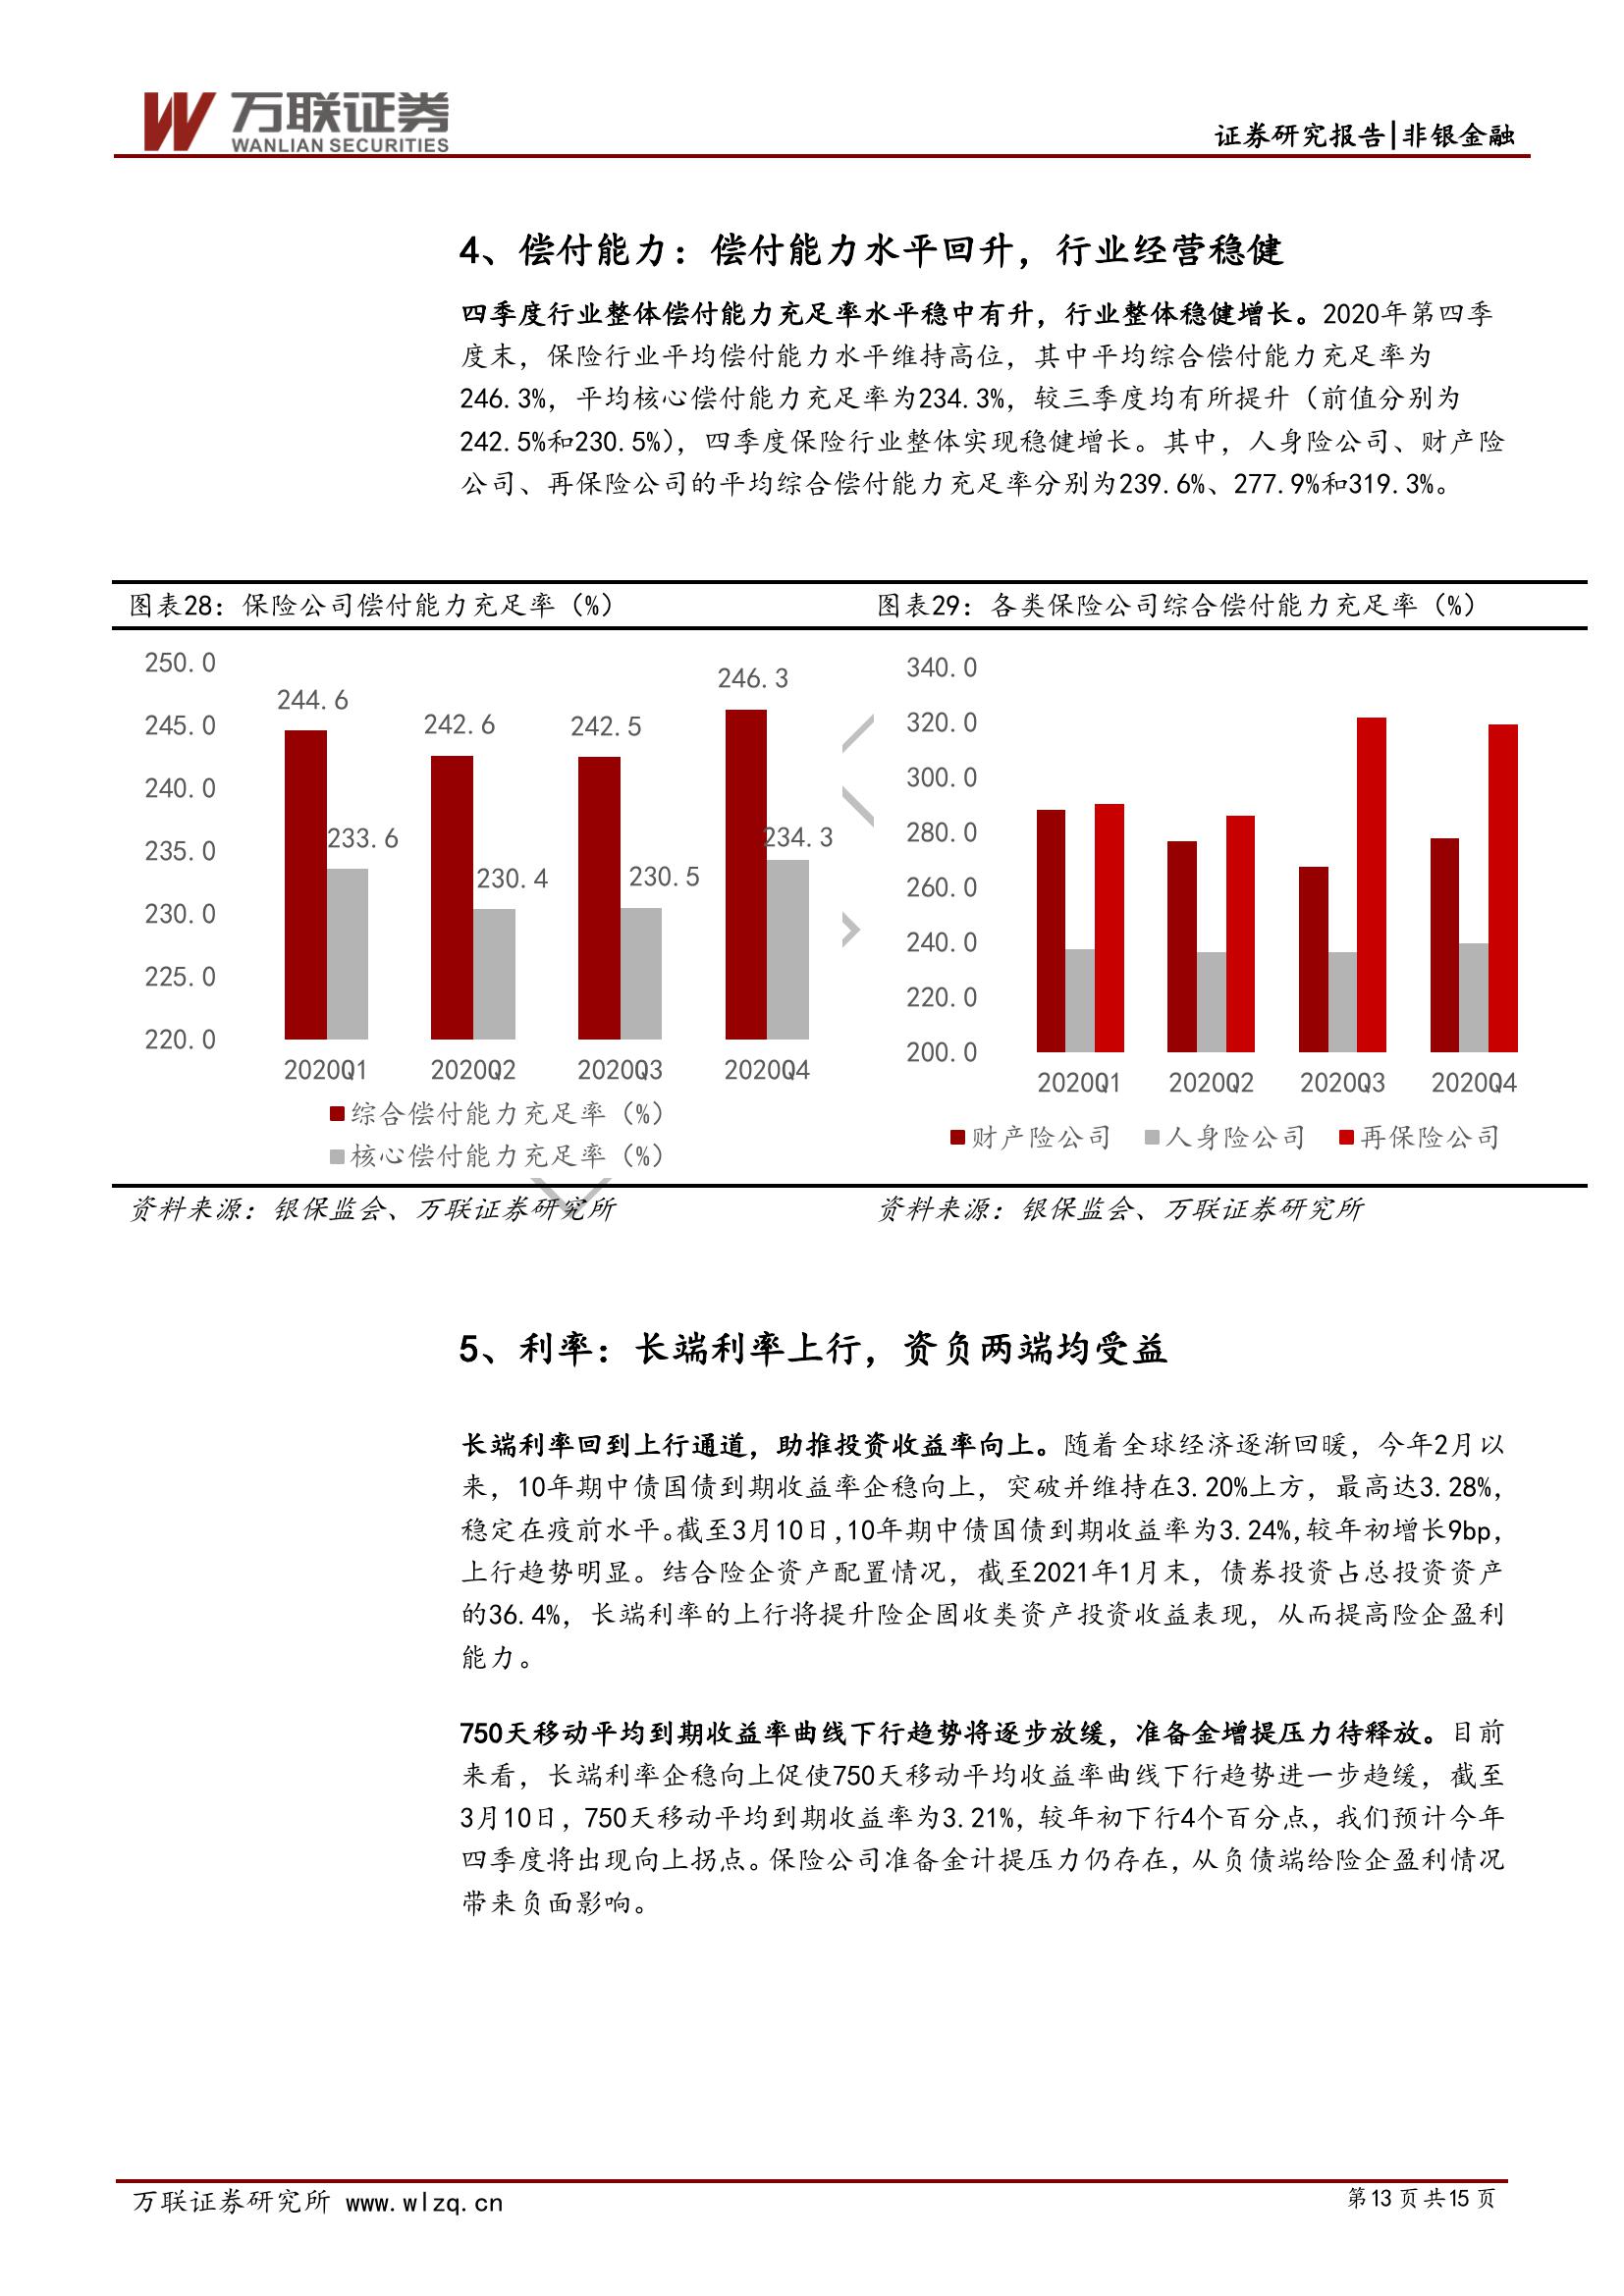 万联证券
WANLIAN SECURITIES
证券研究报告|非银金融
4、偿付能力：偿付能力水平回升，行业经营稳健
四季度行业整体偿付能力充足率水平稳中有升，行业整体稳健增长。2020年第四季
度末，保险行业平均偿付能力水平维持高位，其中平均综合偿付能力充足率为
246.3%，平均核心偿付能力充足率为234.3%，较三季度均有所提升（前值分别为
242.5%和230.5%），四季度保险行业整体实现稳健增长。其中，人身险公司、财产险
公司、再保险公司的平均综合偿付能力充足率分别为239.6%、277.9%和319.3%。
图表28：保险公司偿付能力充足率（%）
250.0
245.0
240.0
235.0
230.0
225.0
220.0
244.6
233.6
242.6
230.4
242.5
230.5
246.3
234.3
2020Q1 2020Q2 2020Q3 2020Q4
综合偿付能力充足率（%）
核心偿付能力充足率（%）
资料来源：银保监会、万联证券研究所
图表29：各类保险公司综合偿付能力充足率（%）
340.0
320.0
300.0
280.0
260.0
240.0
220.0
200.0
2020Q1 2020Q2 2020Q3 2020Q4
财产险公司 人身险公司 再保险公司
资料来源：银保监会、万联证券研究所
5、利率：长端利率上行，资负两端均受益
长端利率回到上行通道，助推投资收益率向上。随着全球经济逐渐回暖，今年2月以
来，10年期中债国债到期收益率企稳向上，突破并维持在3.20%上方，最高达3.28%，
稳定在疫前水平。截至3月10日，10年期中债国债到期收益率为3.24%，较年初增长9bp，
上行趋势明显。结合险企资产配置情况，截至2021年1月末，债券投资占总投资资产
的36.4%，长端利率的上行将提升险企固收类资产投资收益表现，从而提高险企盈利
能力。
750天移动平均到期收益率曲线下行趋势将逐步放缓，准备金增提压力待释放。目前
来看，长端利率企稳向上促使750天移动平均收益率曲线下行趋势进一步趋缓，截至
3月10日，750天移动平均到期收益率为3.21%，较年初下行4个百分点，我们预计今年
四季度将出现向上拐点。保险公司准备金计提压力仍存在，从负债端给险企盈利情况
带来负面影响。
万联证券研究所 www.wlzq.cn
第13页共15页